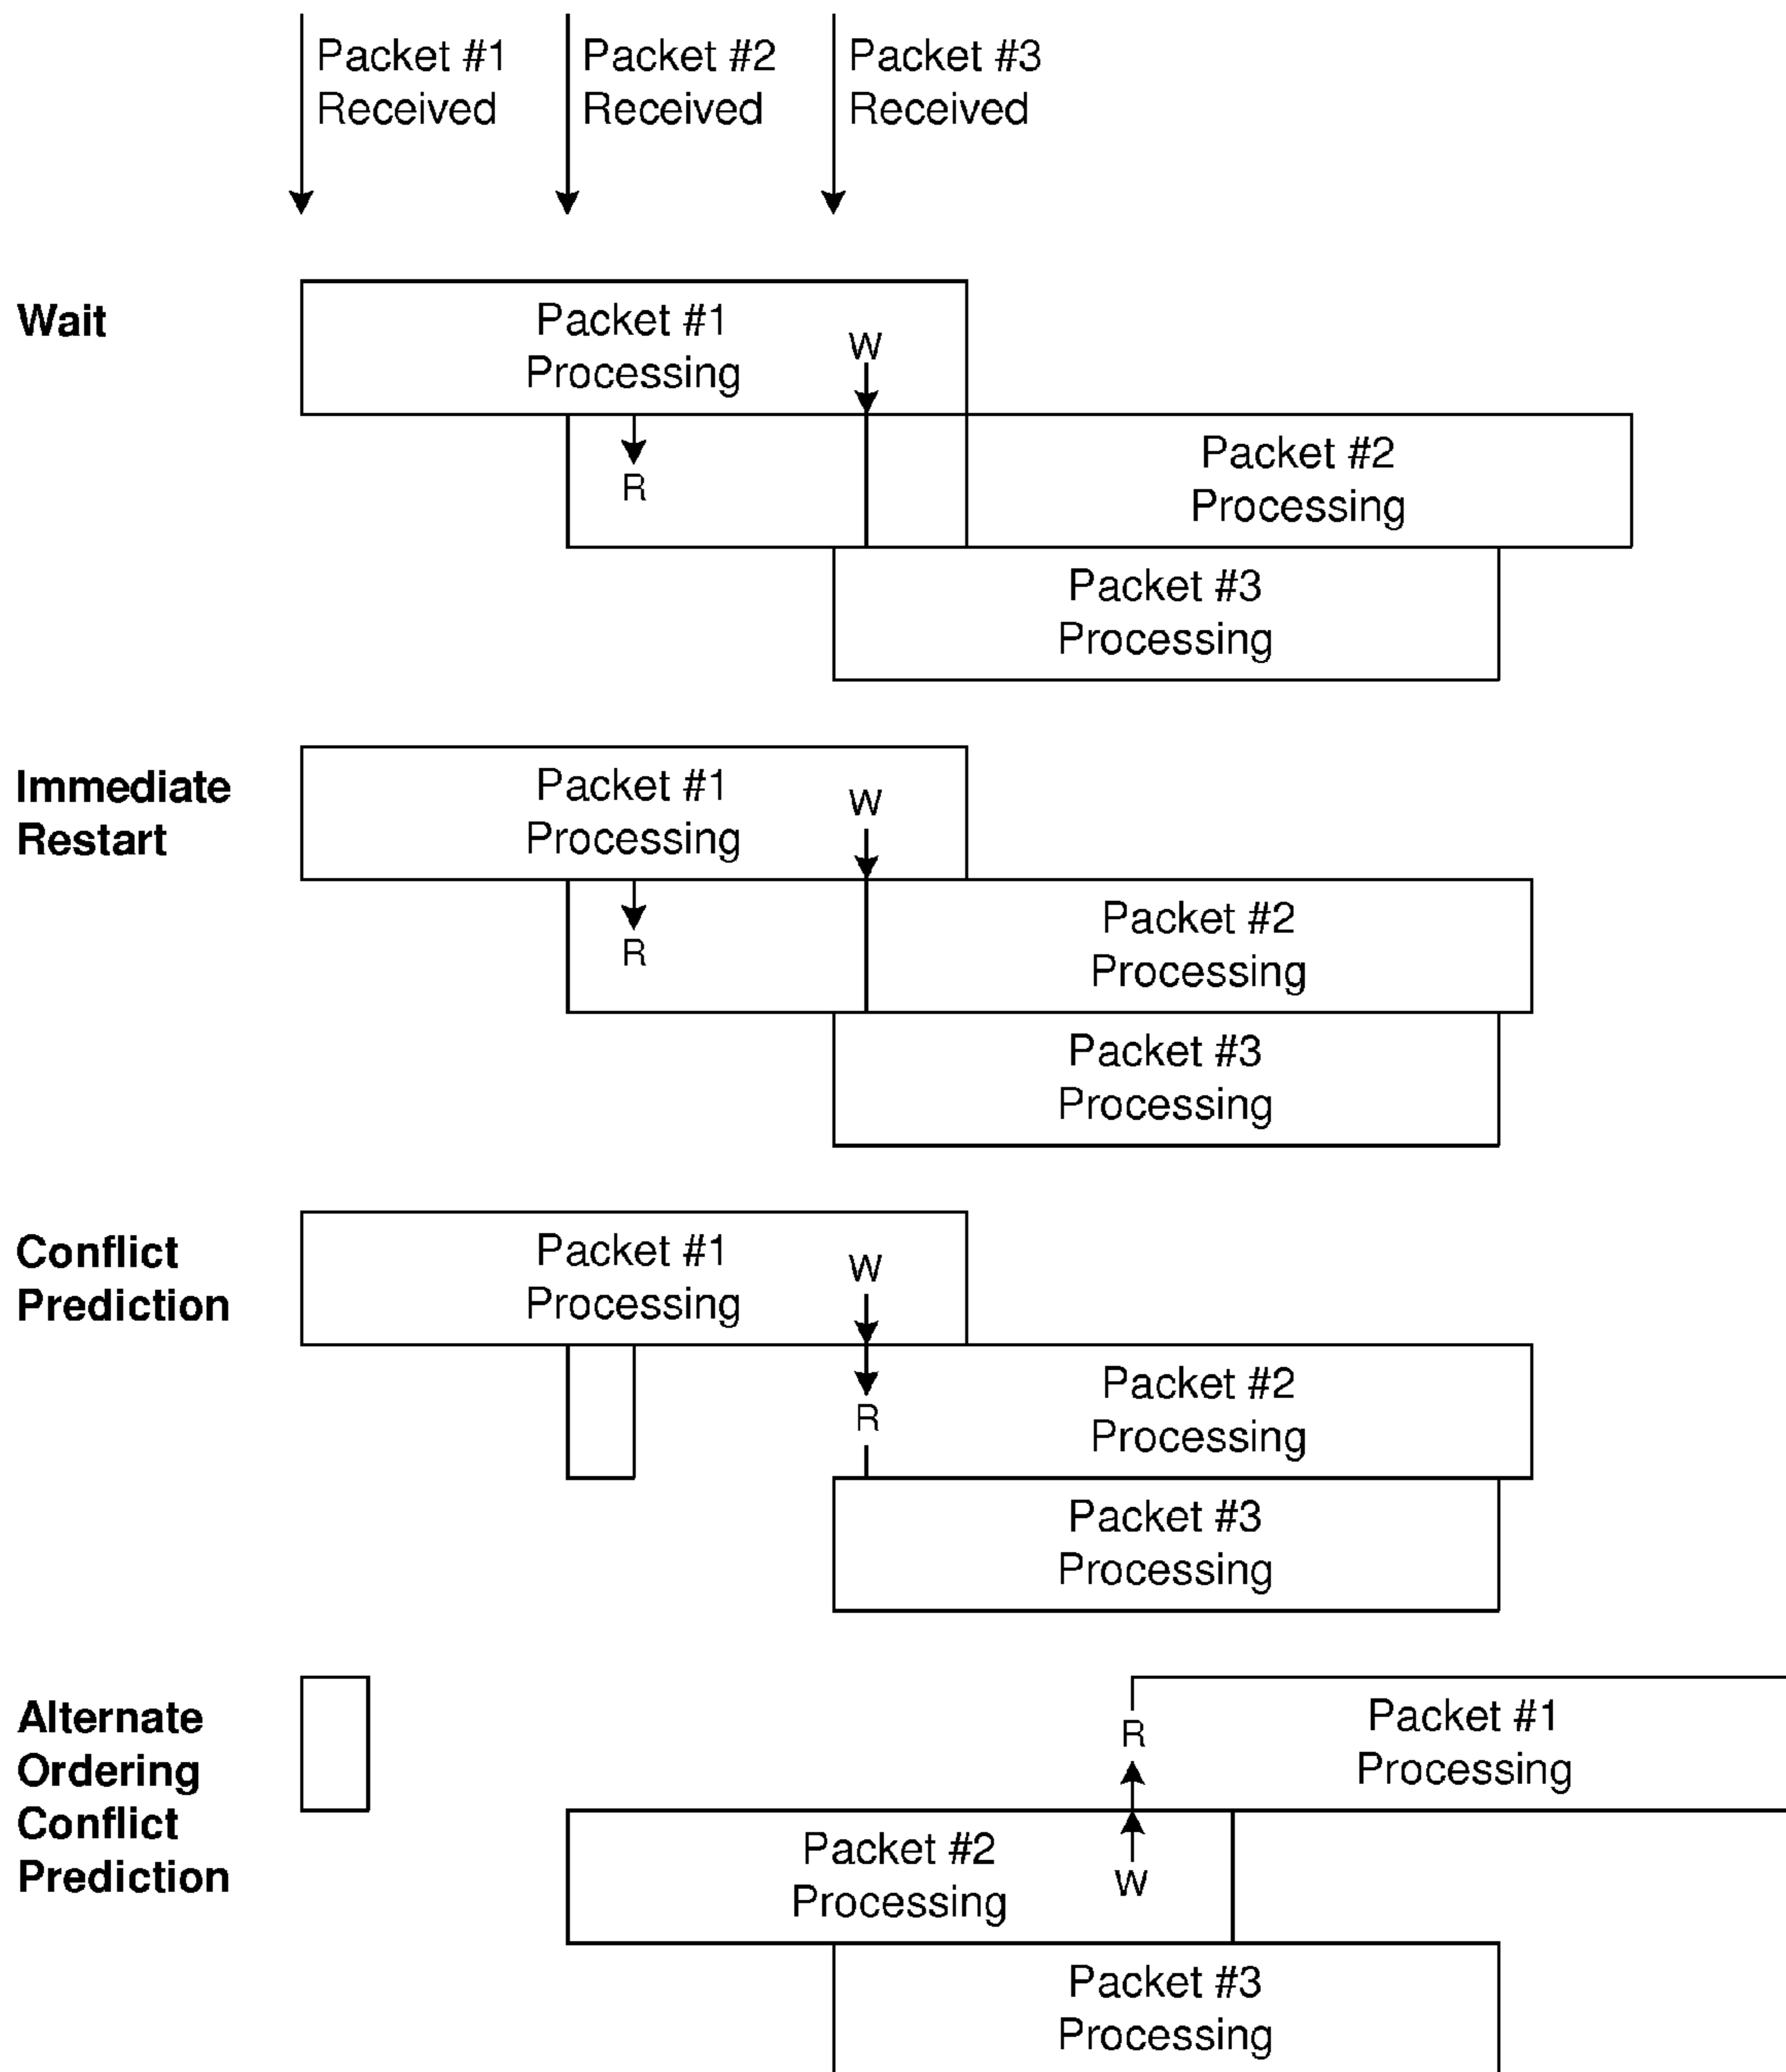 Packet #1
Received
Packet #2
Received
Packet #3
Received
Wait
Packet #1
Processing
W
R
Packet #2
Processing
Packet #3
Processing
Immediate
Restart
Packet #1
Processing
W
R
Packet #2
Processing
Packet #3
Processing
Conflict
Prediction
Packet #1
Processing
W
R
Packet #2
Processing
Packet #3
Processing
Alternate
Ordering
Conflict
Prediction
R
Packet #1
Processing
Packet #2
Processing
W
Packet #3
Processing